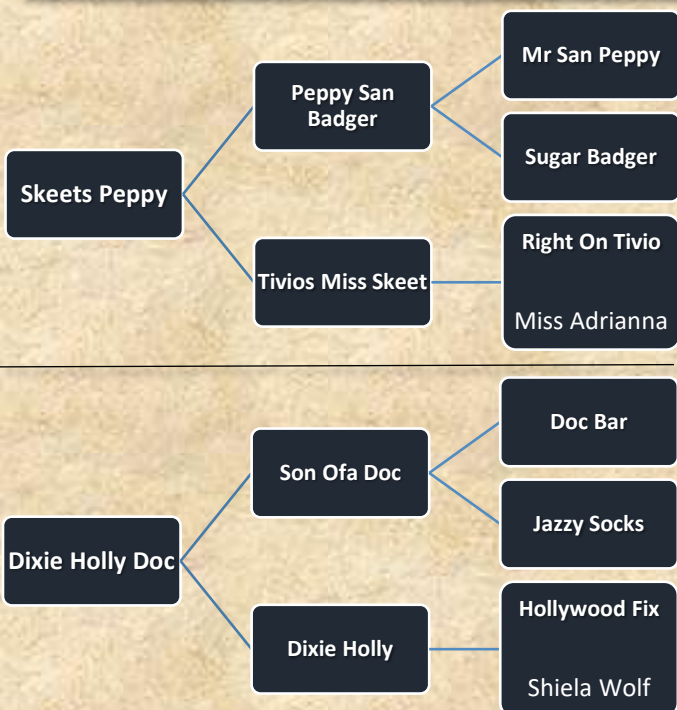 Mr San Peppy
Peppy San
Badger
Sugar Badger
Skeets Peppy
Right On Tivio
Tivios Miss Skeet
Miss Adrianna
Doc Bar
Son Ofa Doc
Jazzy Socks
Dixie Holly Doc
Hollywood Fix
Dixie Holly
Shiela Wolf